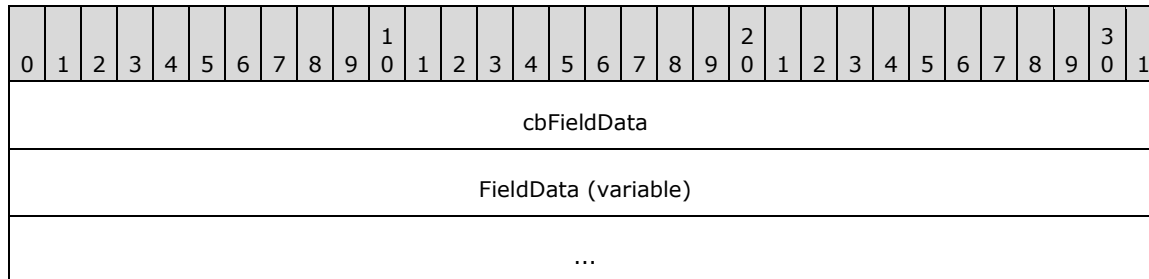 0 1 2 3 4 5 6 7 8 9 1 0 1 2 3 4 5 6 7 8 9 2 0 1 2 3 4 5 6 7 8 9 3 0 1
cbFieldData
FieldData (variable)
...